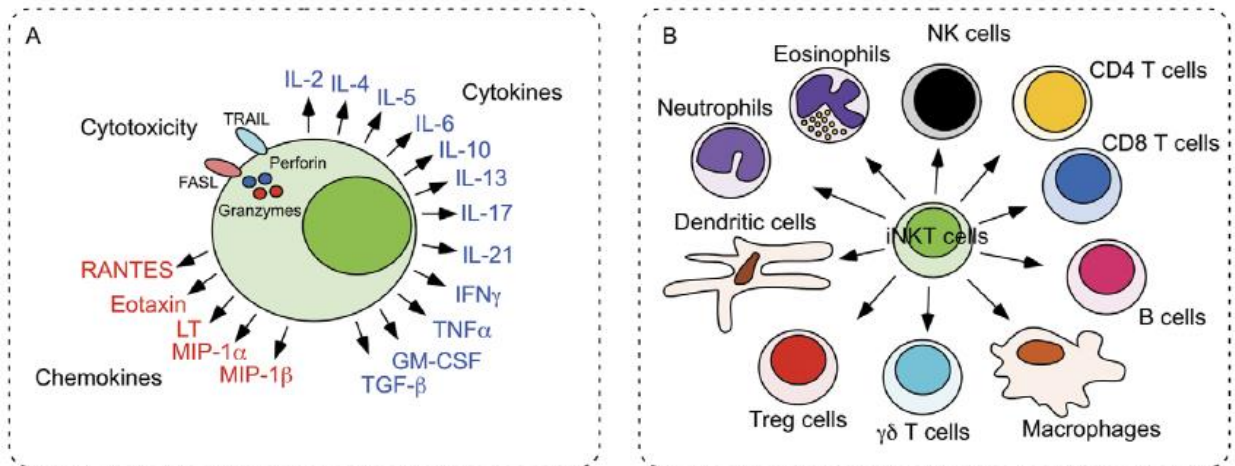 A
IL-2
IL-4
IL-5
Cytokines
IL-6
Cytotoxicity
TRAIL
IL-10
Perforin
FASL
IL-13
Granzymes
IL-17
IL-21
RANTES
IFNγ
Eotaxin
LT
TNFα
MIP-1α
GM-CSF
Chemokines
MIP-1β
TGF-β
B
NK cells
Eosinophils
CD4 T cells
Neutrophils
CD8 T cells
Dendritic cells
iNKT cells
B cells
Treg cells
γδ T cells
Macrophages